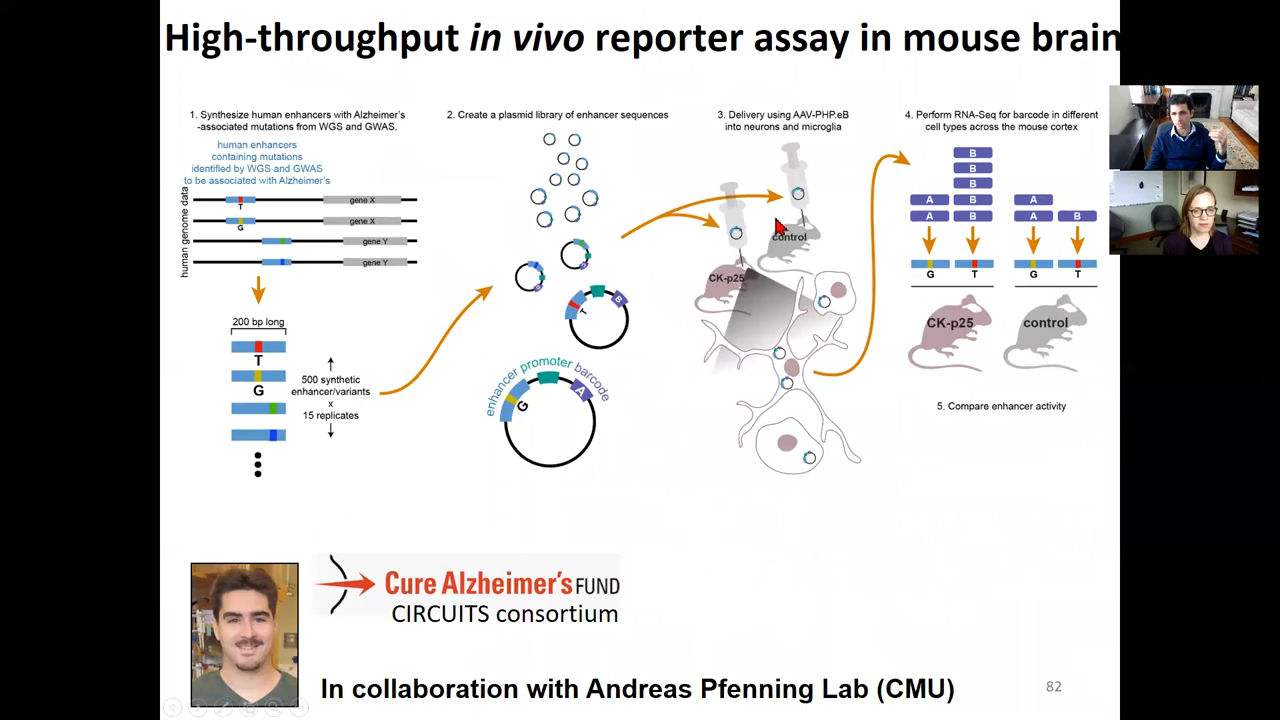 High-throughput in vivo reporter assay in mouse brain
1. Synthesize human enhancers with Alzheimer's
-associated mutations from WGS and GWAS.
human enhancers
containing mutations
identified by WGS and GWAS
to be associated with Alzheimer's
human genome data
gene X
T
gene X
G
gene Y
gene Y
200 bp long
T
G
500 synthetic
enhancer/variants
x
15 replicates
2. Create a plasmid library of enhancer sequences
B
T
enhancer promoter barcode
G
A
3. Delivery using AAV-PHP.eB
into neurons and microglia
control
CK-p25
4. Perform RNA-Seq for barcode in different
cell types across the mouse cortex
B
B
B
A B A
A B A B
G T G T
CK-p25 control
5. Compare enhancer activity
Cure Alzheimer's FUND
CIRCUITS consortium
In collaboration with Andreas Pfenning Lab (CMU)
82